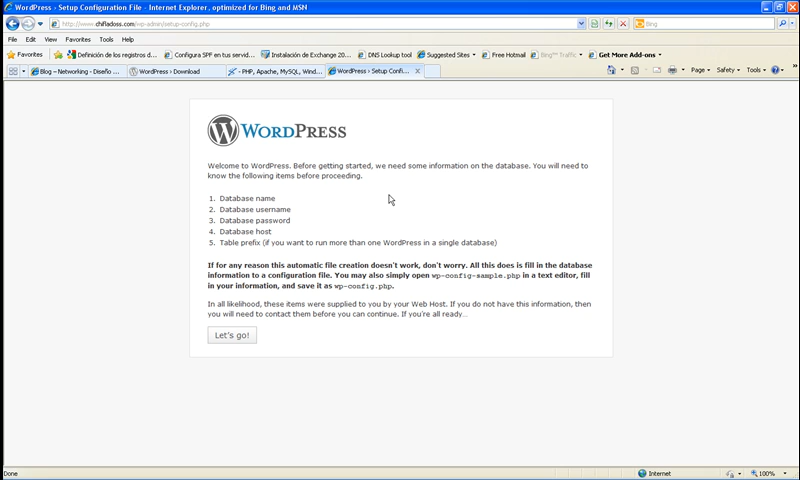 WordPress › Setup Configuration File - Internet Explorer, optimized for Bing and MSN
http://www.chifladoss.com/wp-admin/setup-config.php
Bing
File Edit View Favorites Tools Help
Favorites Definición de los registros d... Configura SPF en tus servid... Instalación de Exchange 20... DNS Lookup tool Suggested Sites Free Hotmail Bing™ Traffic Get More Add-ons
Blog – Networking - Diseño ... WordPress › Download - PHP, Apache, MySQL, Wind... WordPress › Setup Confi... X
Page Safety Tools
WORDPRESS
Welcome to WordPress. Before getting started, we need some information on the database. You will need to
know the following items before proceeding.
1. Database name
2. Database username
3. Database password
4. Database host
5. Table prefix (if you want to run more than one WordPress in a single database)
If for any reason this automatic file creation doesn't work, don't worry. All this does is fill in the database
information to a configuration file. You may also simply open wp-config-sample.php in a text editor, fill
in your information, and save it as wp-config.php.
In all likelihood, these items were supplied to you by your Web Host. If you do not have this information, then
you will need to contact them before you can continue. If you're all ready…
Let's go!
Done Internet 100%